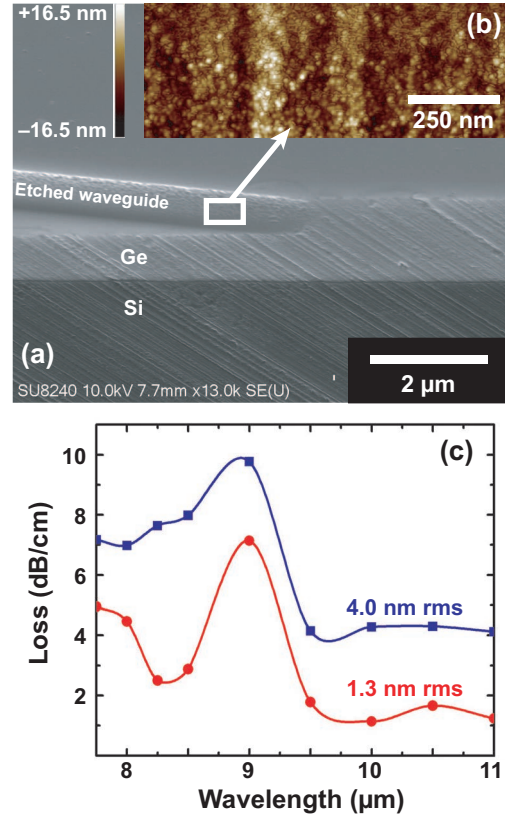 +16.5 nm
(b)
250 nm
–16.5 nm
Etched waveguide
Ge
Si
(a)
2 µm
SU8240 10.0kV 7.7mm x13.0k SE(U)
(c)
10
8
6
4
2
Loss (dB/cm)
4.0 nm rms
1.3 nm rms
8
9
10
11
Wavelength (µm)